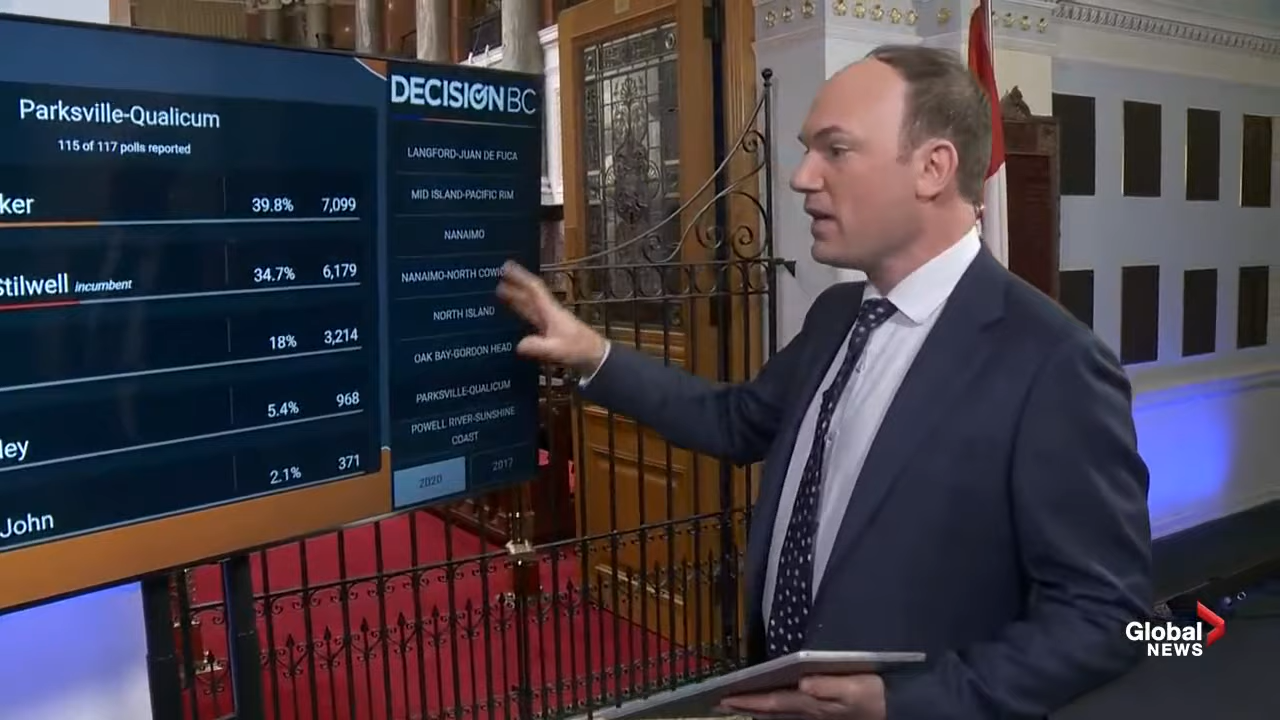 Parksville-Qualicum
115 of 117 polls reported
ker 39.8% 7,099
Stilwell incumbent 34.7% 6,179
18% 3,214
5.4% 968
ley
2.1% 371
John
DECISION BC
LANGFORD-JUAN DE FUCA
MID ISLAND-PACIFIC RIM
NANAIMO
NANAIMO-NORTH COWIC
NORTH ISLAND
OAK BAY-GORDON HEAD
PARKSVILLE-QUALICUM
POWELL RIVER-SUNSHINE
COAST
2020 2017
Global
NEWS